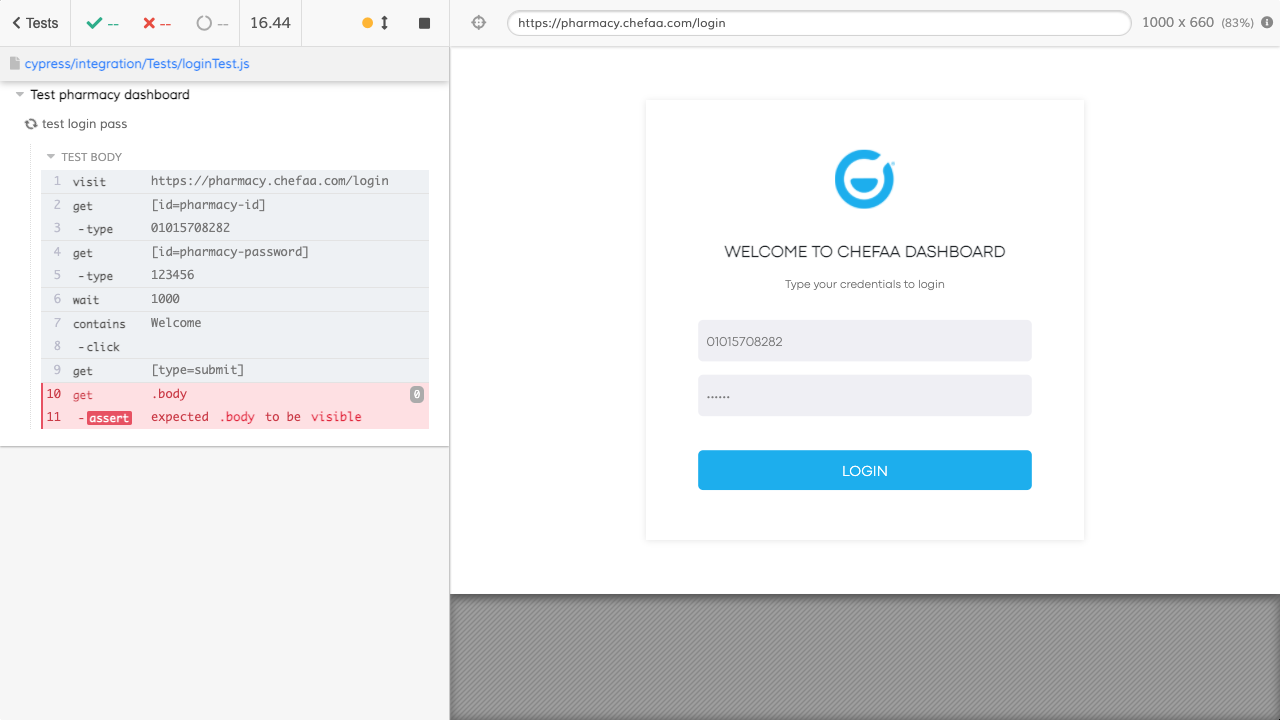 Tests -- -- -- 16.44
https://pharmacy.chefaa.com/login 1000 x 660 (83%)
cypress/integration/Tests/loginTest.js
Test pharmacy dashboard
test login pass
TEST BODY
1 visit https://pharmacy.chefaa.com/login
2 get [id=pharmacy-id]
3 -type 01015708282
4 get [id=pharmacy-password]
5 -type 123456
6 wait 1000
7 contains Welcome
8 -click
9 get [type=submit]
10 get .body 0
11 -assert expected .body to be visible
WELCOME TO CHEFAA DASHBOARD
Type your credentials to login
01015708282
······
LOGIN